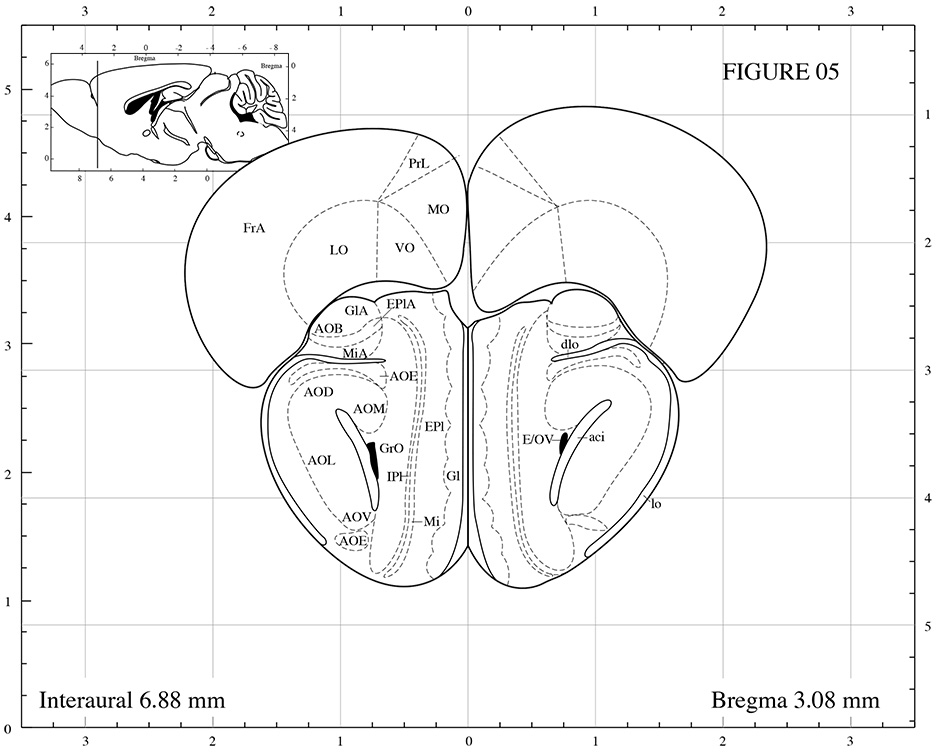 3 2 1 0 1 2 3
4 2 0 -2 -4 -6 -8
Bregma
Bregma
6
4
2
0
0
2
4
8 6 4 2 0
FIGURE 05
5
4
3
2
1
0
1
2
3
4
5
PrL
MO
FrA
LO
VO
EPlA
GlA
AOB
MiA
dlo
AOE
AOD
AOM
EPl
E/OV
aci
GrO
AOL
IPl
Gl
lo
AOV
Mi
AOE
Interaural 6.88 mm
Bregma 3.08 mm
3 2 1 0 1 2 3